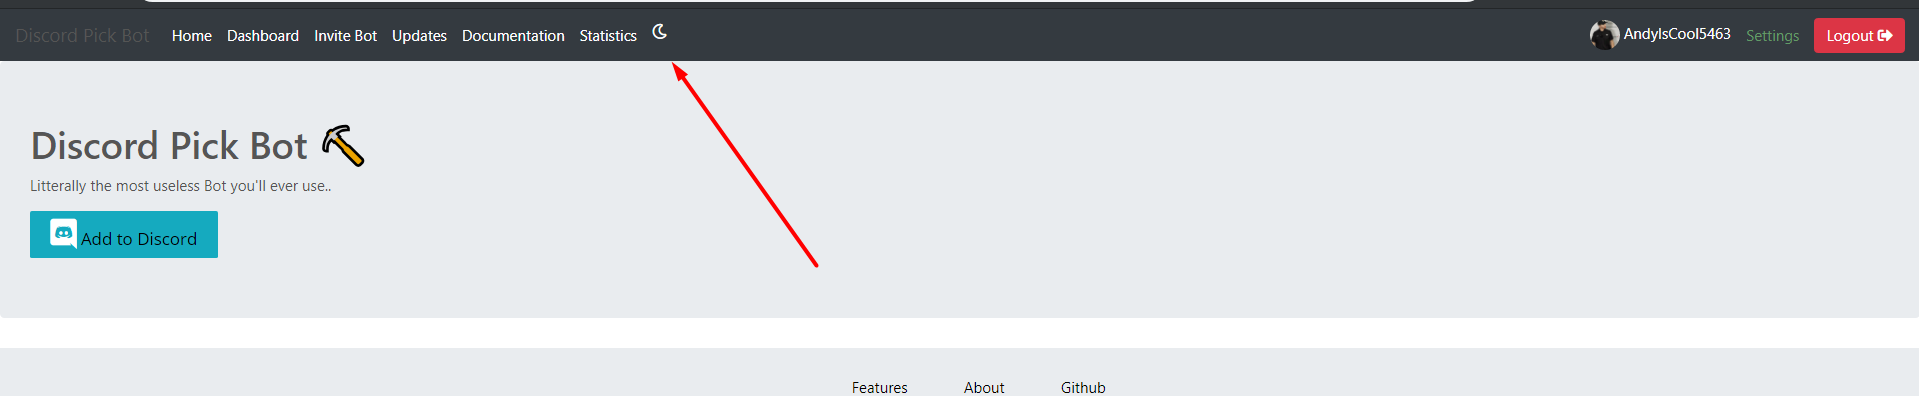 Discord Pick Bot Home Dashboard Invite Bot Updates Documentation Statistics AndyIsCool5463 Settings Logout
Discord Pick Bot
Litterally the most useless Bot you'll ever use..
Add to Discord
Features About Github